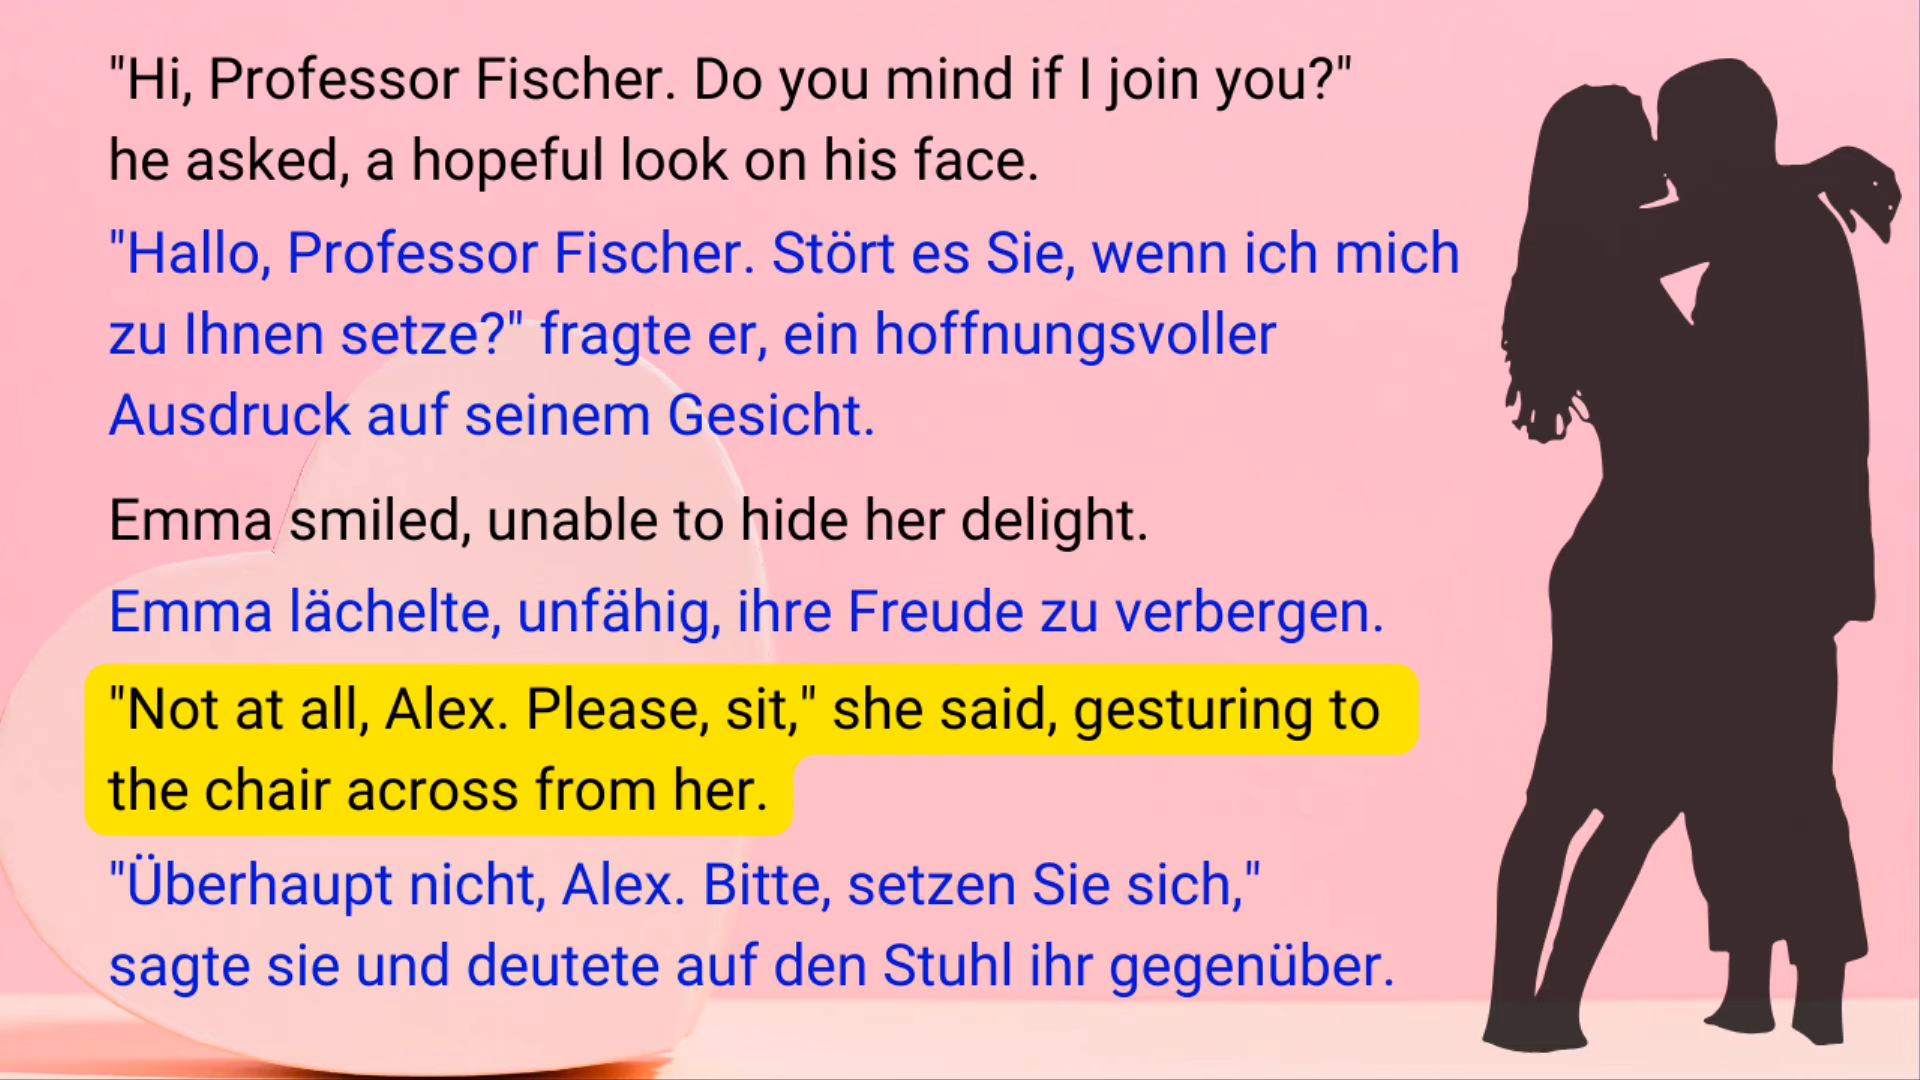 "Hi, Professor Fischer. Do you mind if I join you?"
he asked, a hopeful look on his face.
"Hallo, Professor Fischer. Stört es Sie, wenn ich mich
zu Ihnen setze?" fragte er, ein hoffnungsvoller
Ausdruck auf seinem Gesicht.
Emma smiled, unable to hide her delight.
Emma lächelte, unfähig, ihre Freude zu verbergen.
"Not at all, Alex. Please, sit," she said, gesturing to
the chair across from her.
"Überhaupt nicht, Alex. Bitte, setzen Sie sich,"
sagte sie und deutete auf den Stuhl ihr gegenüber.